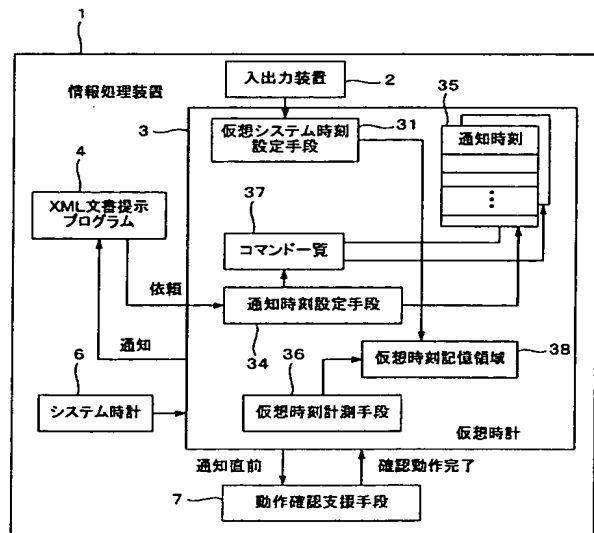 1
情報処理装置
入出力装置
2
35
3
仮想システム時刻
設定手段
31
通知時刻
4
XML文書提示
プログラム
37
コマンド一覧
依頼
通知時刻設定手段
34
通知
36
仮想時刻記憶領域
38
6
システム時計
仮想時刻計測手段
仮想時計
通知直前
確認動作完了
7
動作確認支援手段